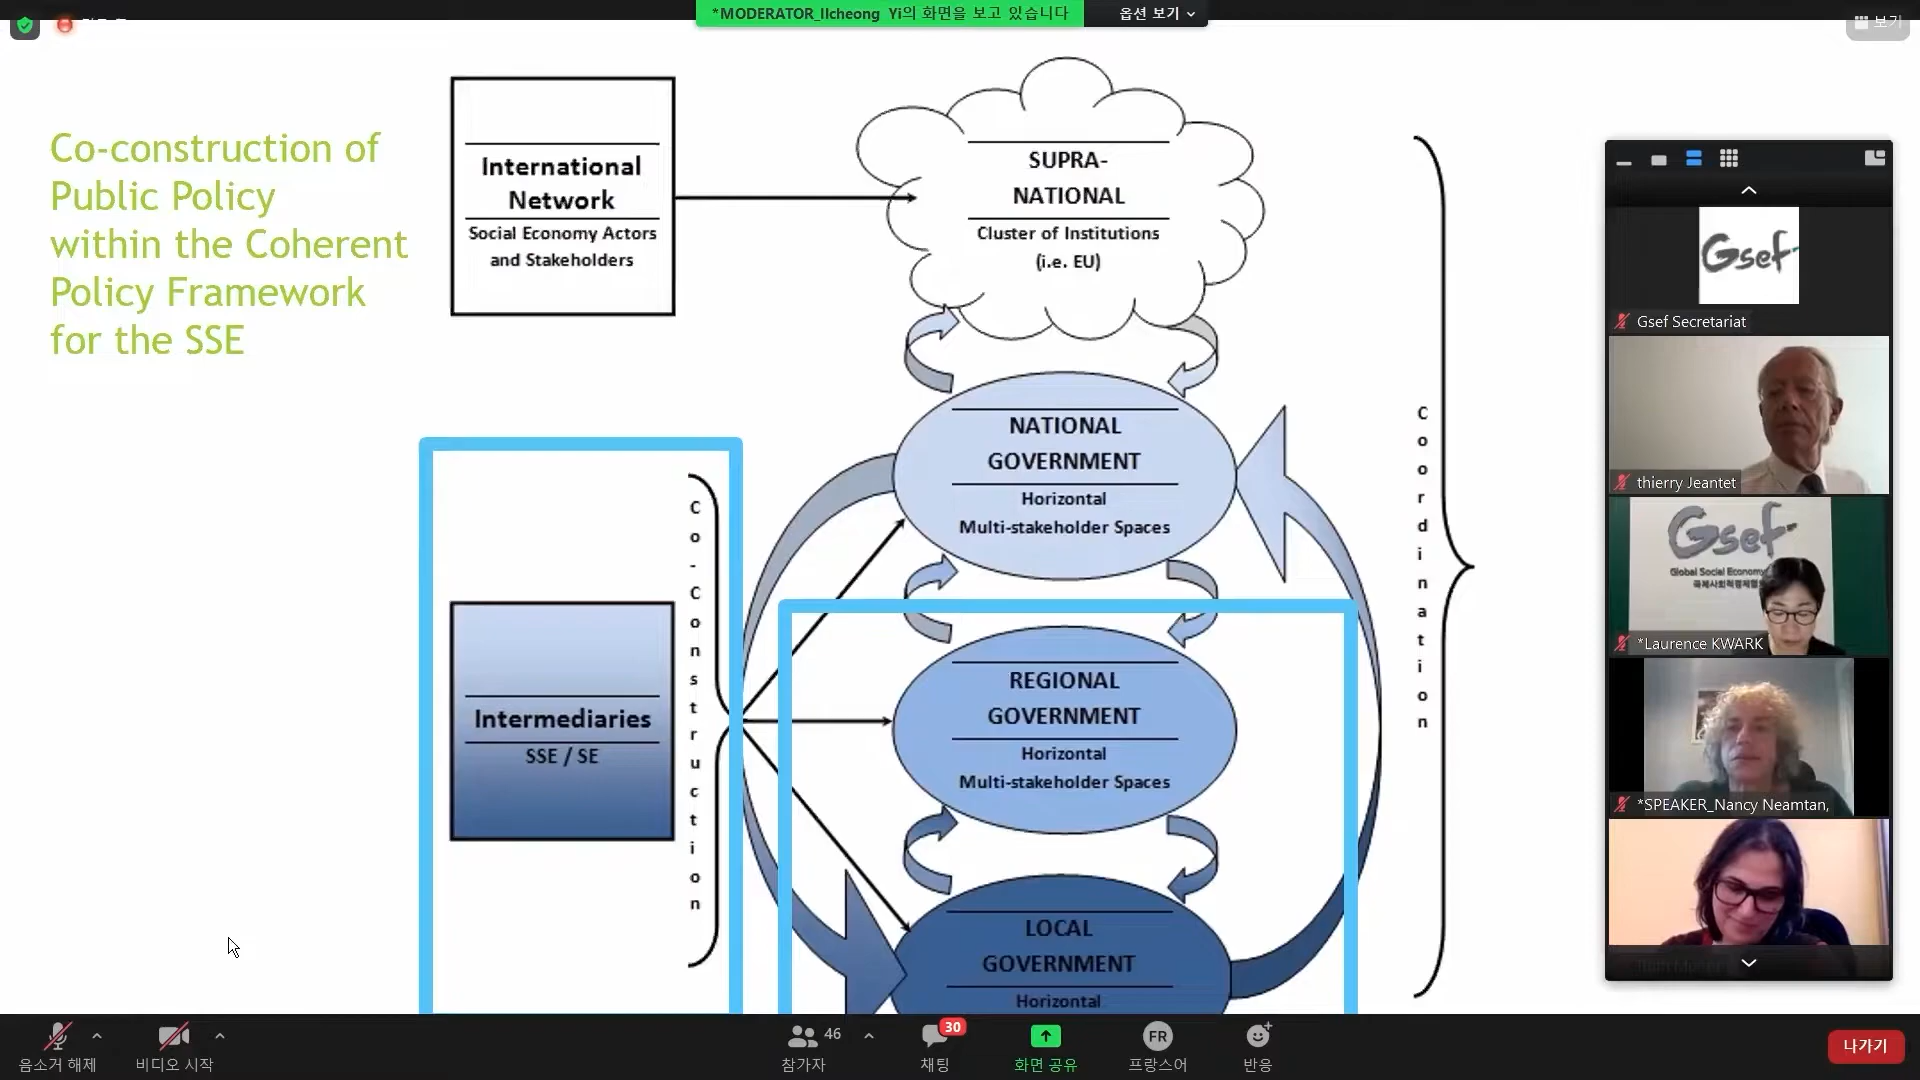 *MODERATOR_Ilcheong Yi의 화면을 보고 있습니다
옵션 보기
보기
Co-construction of
Public Policy
within the Coherent
Policy Framework
for the SSE
International
Network
Social Economy Actors
and Stakeholders
SUPRA-
NATIONAL
Cluster of Institutions
(i.e. EU)
NATIONAL
GOVERNMENT
Horizontal
Multi-stakeholder Spaces
Co-Construction
Intermediaries
SSE / SE
REGIONAL
GOVERNMENT
Horizontal
Multi-stakeholder Spaces
LOCAL
GOVERNMENT
Horizontal
Coordination
Gsef
Gsef Secretariat
thierry Jeantet
Gsef
Global Social Economy
*Laurence KWARK
*SPEAKER_Nancy Neamtan,
음소거 해제
비디오 시작
46
참가자
30
채팅
화면 공유
FR
프랑스어
반응
나가기